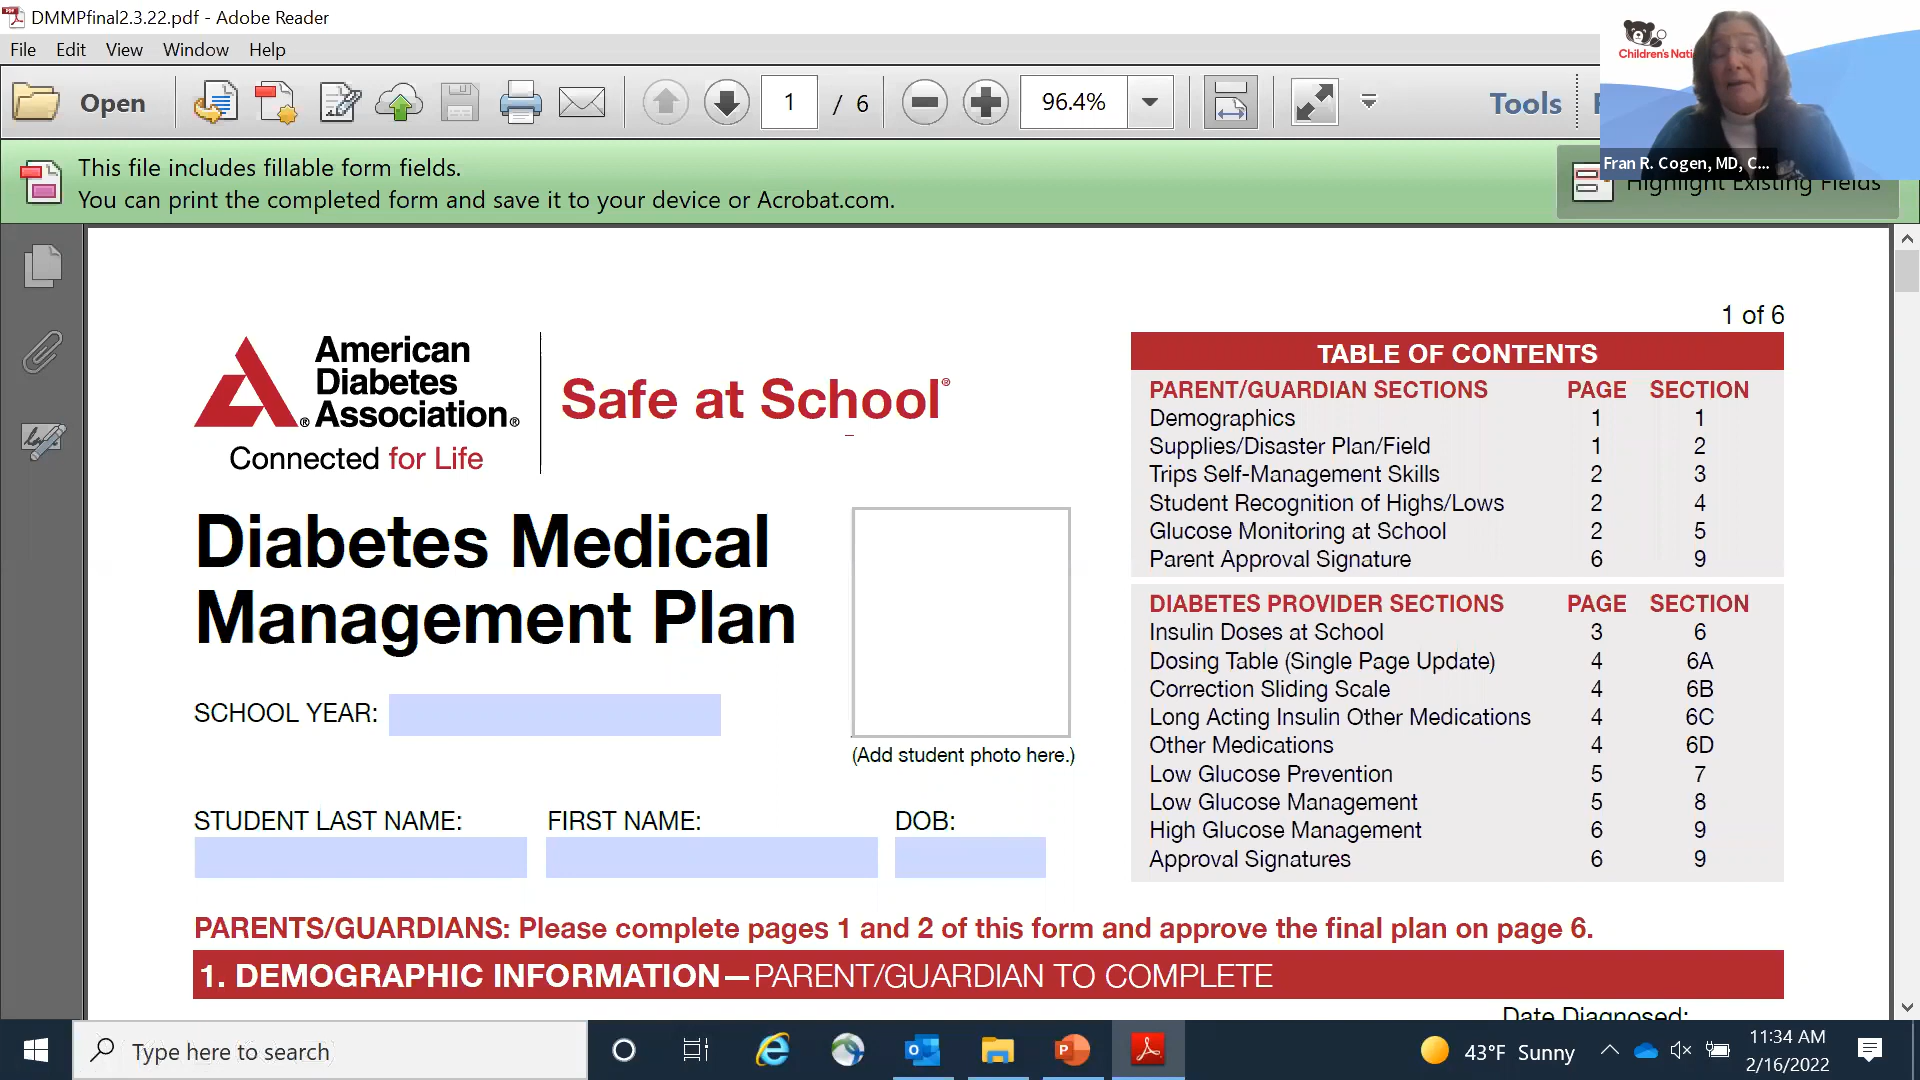 DMMPfinal2.3.22.pdf - Adobe Reader
File Edit View Window Help
Open 1 / 6 96.4% Tools
Children's Nati
Fran R. Cogen, MD, C...
This file includes fillable form fields.
You can print the completed form and save it to your device or Acrobat.com.
Highlight Existing Fields
1 of 6
American
Diabetes
Association®
Connected for Life
Safe at School®
Diabetes Medical
Management Plan
SCHOOL YEAR:
(Add student photo here.)
STUDENT LAST NAME: FIRST NAME: DOB:
TABLE OF CONTENTS
PARENT/GUARDIAN SECTIONS PAGE SECTION
Demographics 1 1
Supplies/Disaster Plan/Field 1 2
Trips Self-Management Skills 2 3
Student Recognition of Highs/Lows 2 4
Glucose Monitoring at School 2 5
Parent Approval Signature 6 9
DIABETES PROVIDER SECTIONS PAGE SECTION
Insulin Doses at School 3 6
Dosing Table (Single Page Update) 4 6A
Correction Sliding Scale 4 6B
Long Acting Insulin Other Medications 4 6C
Other Medications 4 6D
Low Glucose Prevention 5 7
Low Glucose Management 5 8
High Glucose Management 6 9
Approval Signatures 6 9
PARENTS/GUARDIANS: Please complete pages 1 and 2 of this form and approve the final plan on page 6.
1. DEMOGRAPHIC INFORMATION—PARENT/GUARDIAN TO COMPLETE
Date Diagnosed:
Type here to search
43°F Sunny
11:34 AM
2/16/2022